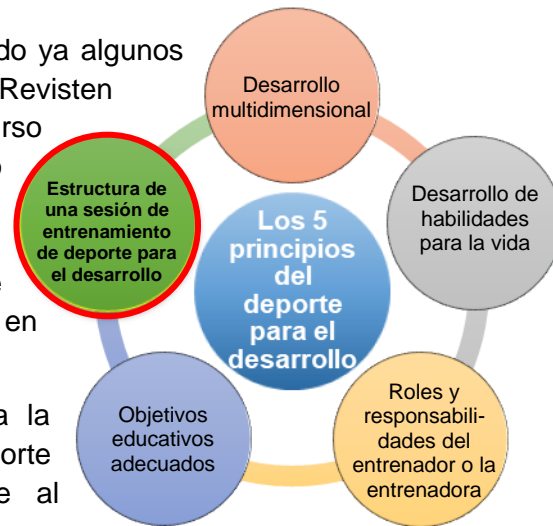 do ya algunos
Revisten
rso
en
a la
orte
e al
Desarrollo
multidimensional
Desarrollo de
habilidades
para la vida
Roles y
responsabili-
dades del
entrenador o la
entrenadora
Objetivos
educativos
adecuados
Estructura de
una sesión de
entrenamiento
de deporte para
el desarrollo
Los 5
principios
del
deporte
para el
desarrollo